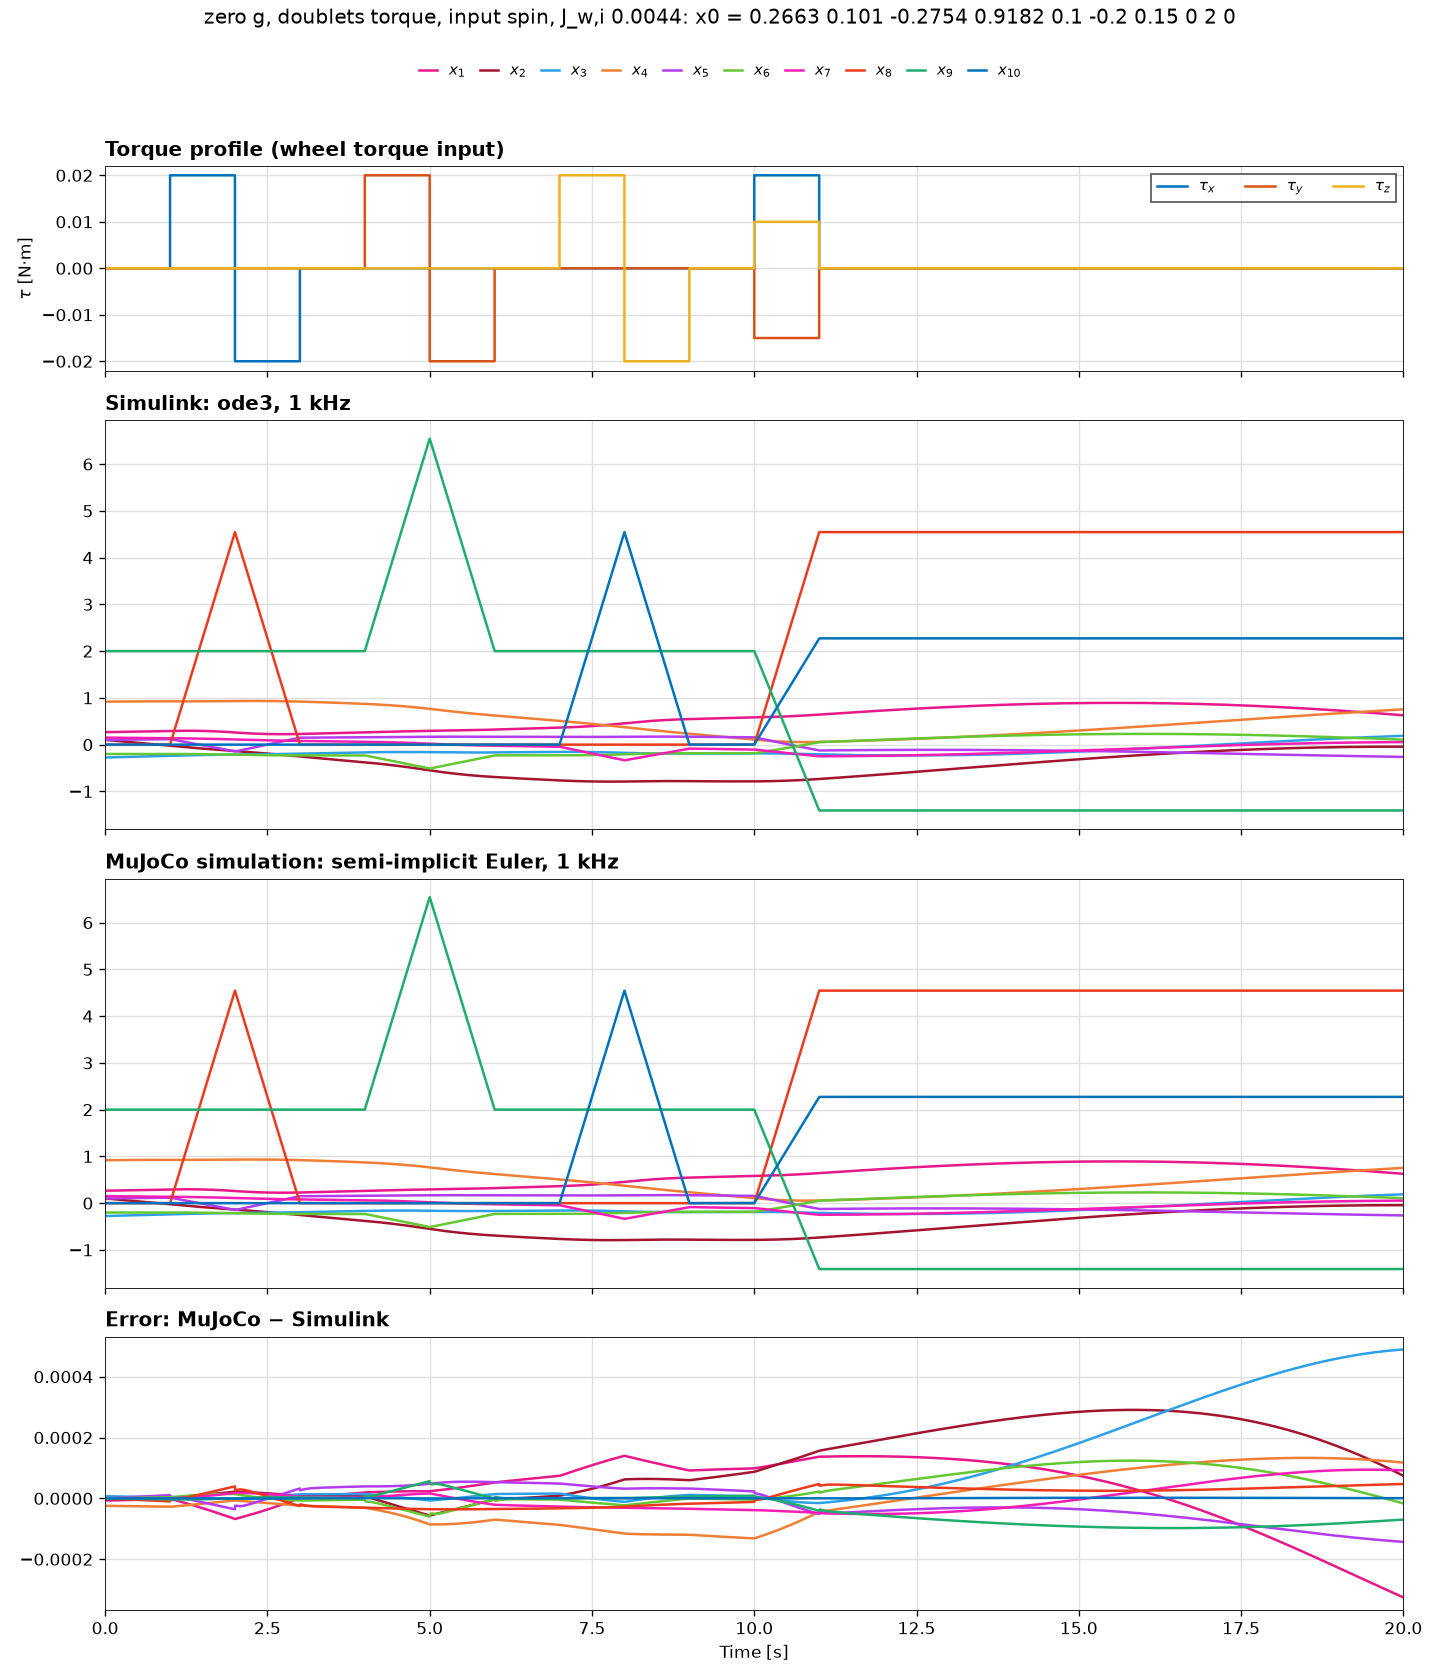 zero g, doublets torque, input spin, J_w,i 0.0044: x0 = 0.2663 0.101 -0.2754 0.9182 0.1 -0.2 0.15 0 2 0
x₁ x₂ x₃ x₄ x₅ x₆ x₇ x₈ x₉ x₁₀
Torque profile (wheel torque input)
τ [N·m]
0.02
0.01
0.00
−0.01
−0.02
τₓ τ_y τ_z
Simulink: ode3, 1 kHz
6
5
4
3
2
1
0
−1
MuJoCo simulation: semi-implicit Euler, 1 kHz
6
5
4
3
2
1
0
−1
Error: MuJoCo − Simulink
0.0004
0.0002
0.0000
−0.0002
0.0 2.5 5.0 7.5 10.0 12.5 15.0 17.5 20.0
Time [s]